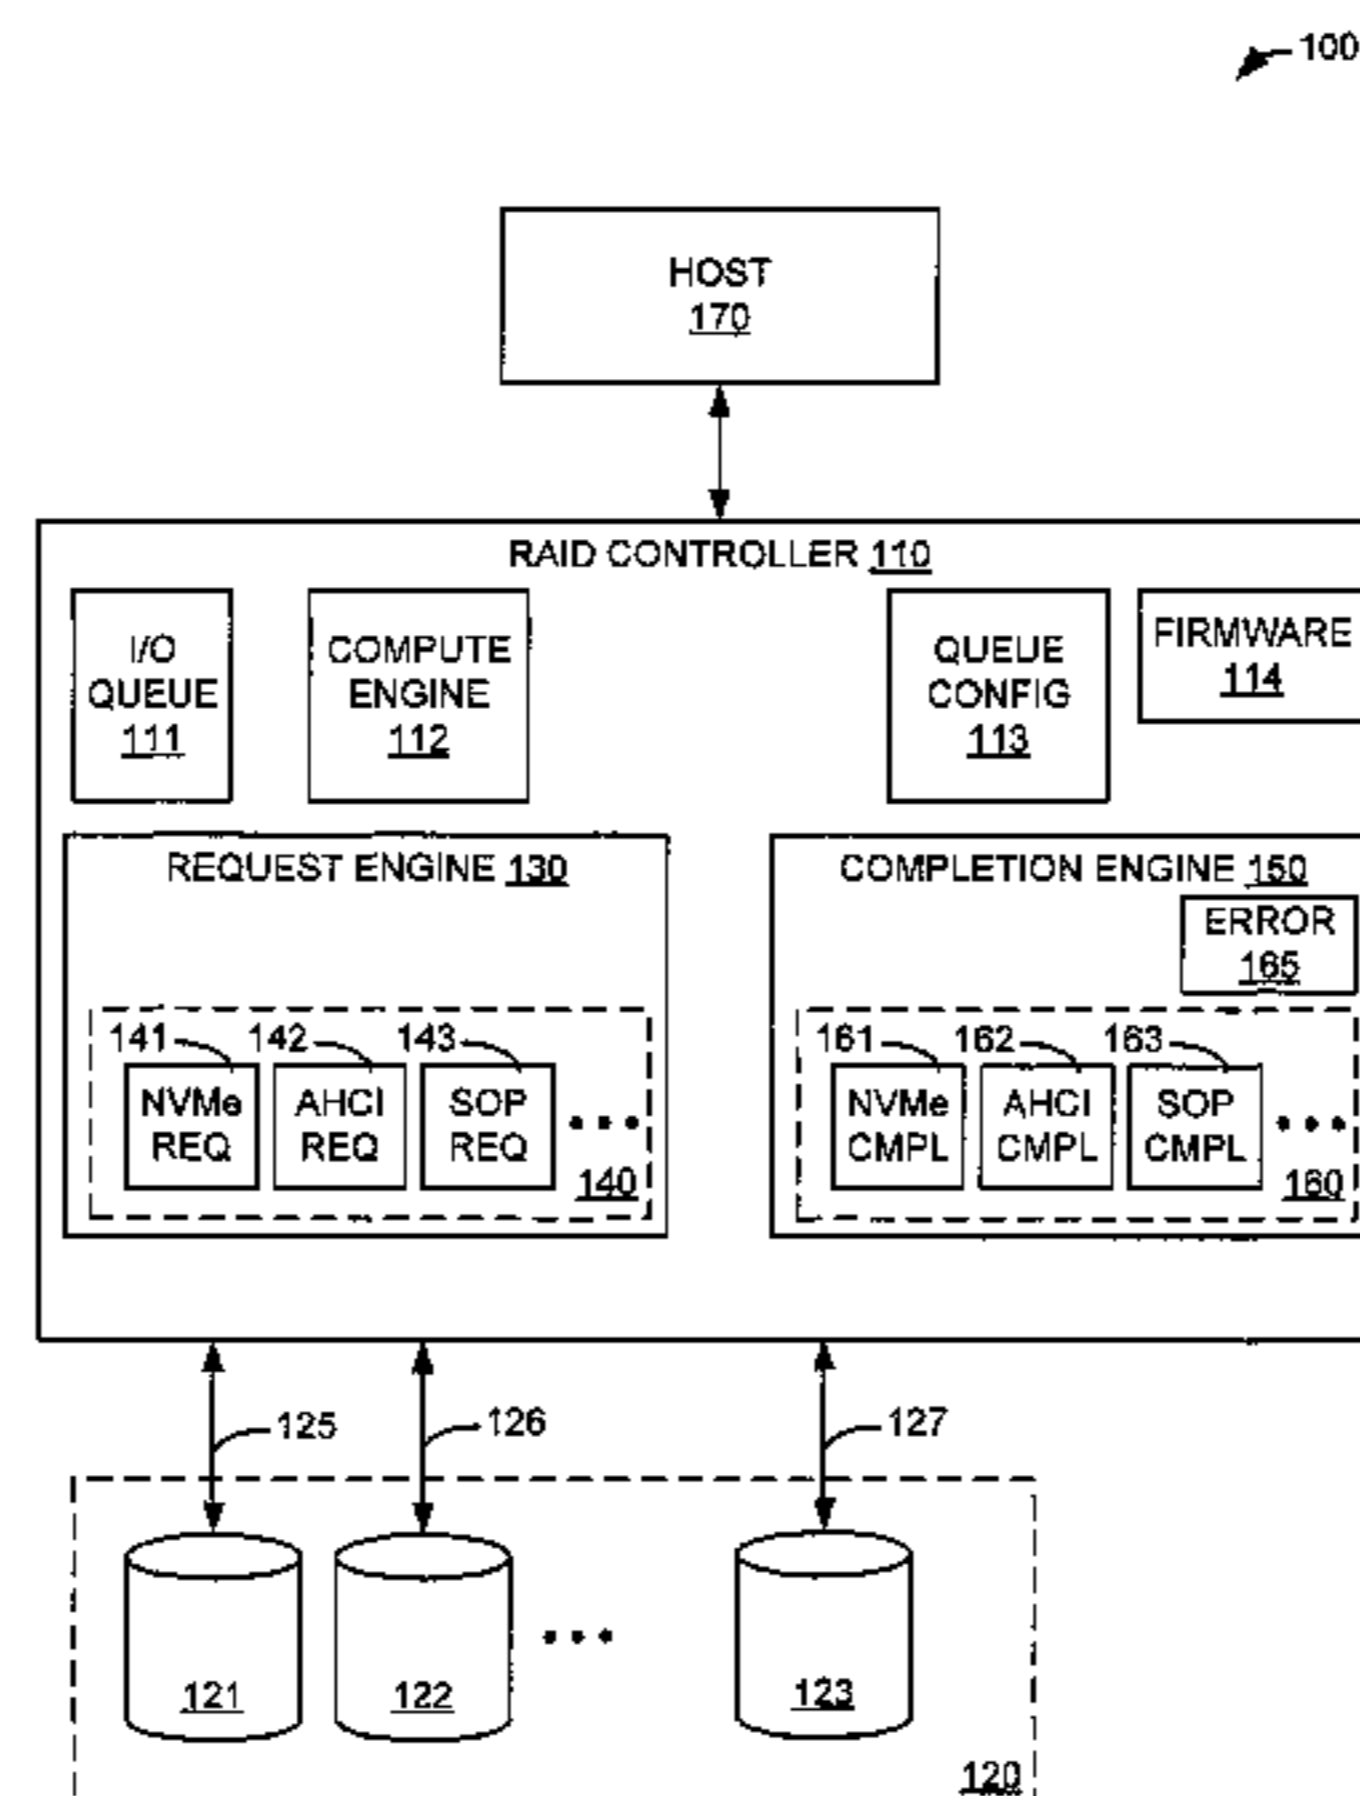 100
HOST
170
RAID CONTROLLER 110
I/O
QUEUE
111
COMPUTE
ENGINE
112
QUEUE
CONFIG
113
FIRMWARE
114
REQUEST ENGINE 130
141
142
143
NVMe
REQ
AHCI
REQ
SOP
REQ
140
COMPLETION ENGINE 150
ERROR
165
161
162
163
NVMe
CMPL
AHCI
CMPL
SOP
CMPL
160
125
126
127
121
122
123
120